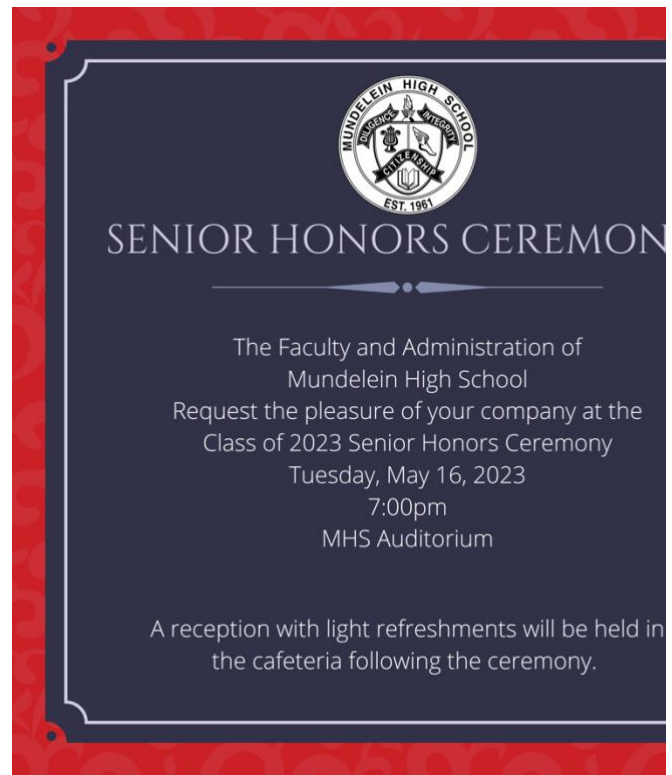 MUNDELEIN HIGH SCHOOL
DILIGENCE
INTEGRITY
CITIZENSHIP
EST. 1961
SENIOR HONORS CEREMON
The Faculty and Administration of
Mundelein High School
Request the pleasure of your company at the
Class of 2023 Senior Honors Ceremony
Tuesday, May 16, 2023
7:00pm
MHS Auditorium
A reception with light refreshments will be held in
the cafeteria following the ceremony.